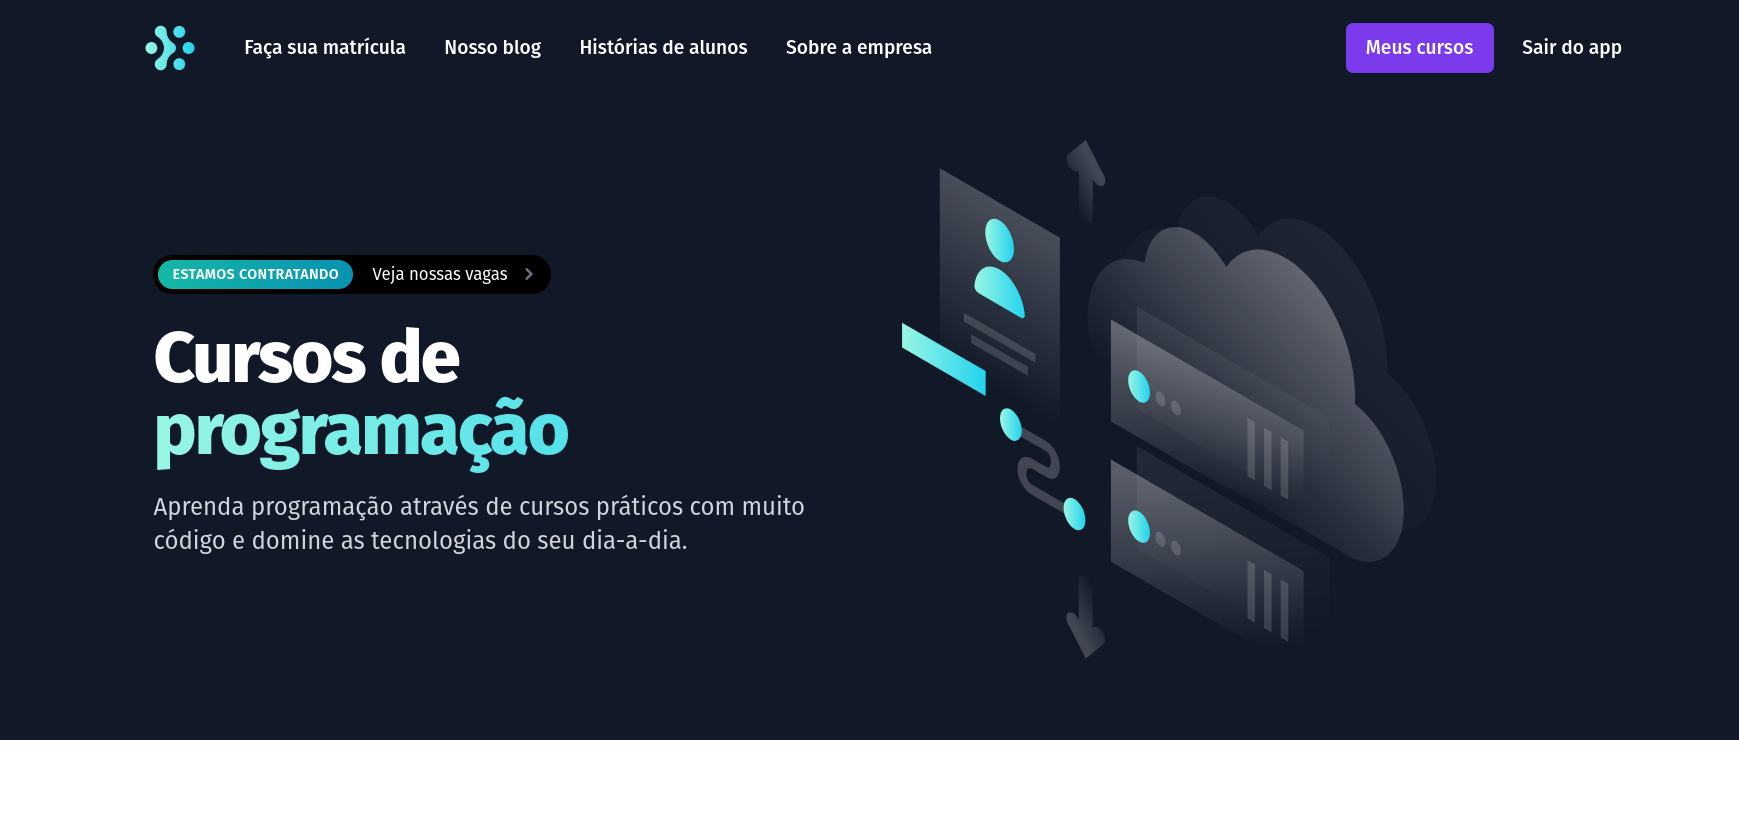 Faça sua matrícula
Nosso blog
Histórias de alunos
Sobre a empresa
Meus cursos
Sair do app
ESTAMOS CONTRATANDO
Veja nossas vagas
Cursos de
programação
Aprenda programação através de cursos práticos com muito
código e domine as tecnologias do seu dia-a-dia.